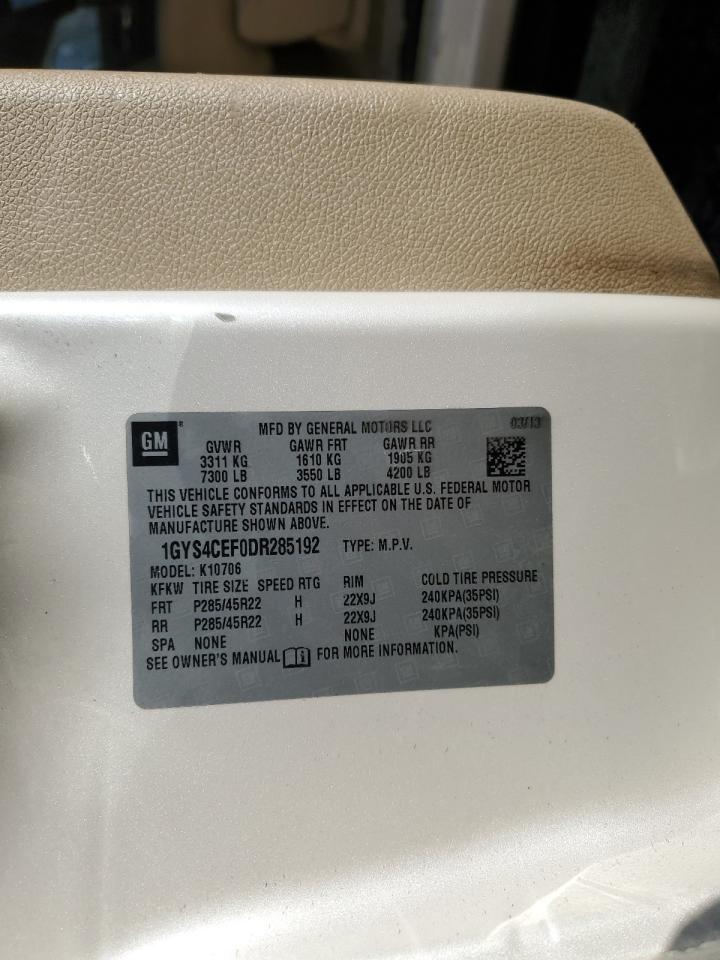 GM
MFD BY GENERAL MOTORS LLC 03/13
GVWR GAWR FRT GAWR RR
3311 KG 1610 KG 1905 KG
7300 LB 3550 LB 4200 LB
THIS VEHICLE CONFORMS TO ALL APPLICABLE U.S. FEDERAL MOTOR
VEHICLE SAFETY STANDARDS IN EFFECT ON THE DATE OF
MANUFACTURE SHOWN ABOVE.
1GYS4CEF0DR285192 TYPE: M.P.V.
MODEL: K10706
KFKW TIRE SIZE SPEED RTG RIM COLD TIRE PRESSURE
FRT P285/45R22 H 22X9J 240KPA(35PSI)
RR P285/45R22 H 22X9J 240KPA(35PSI)
SPA NONE NONE KPA(PSI)
SEE OWNER'S MANUAL FOR MORE INFORMATION.